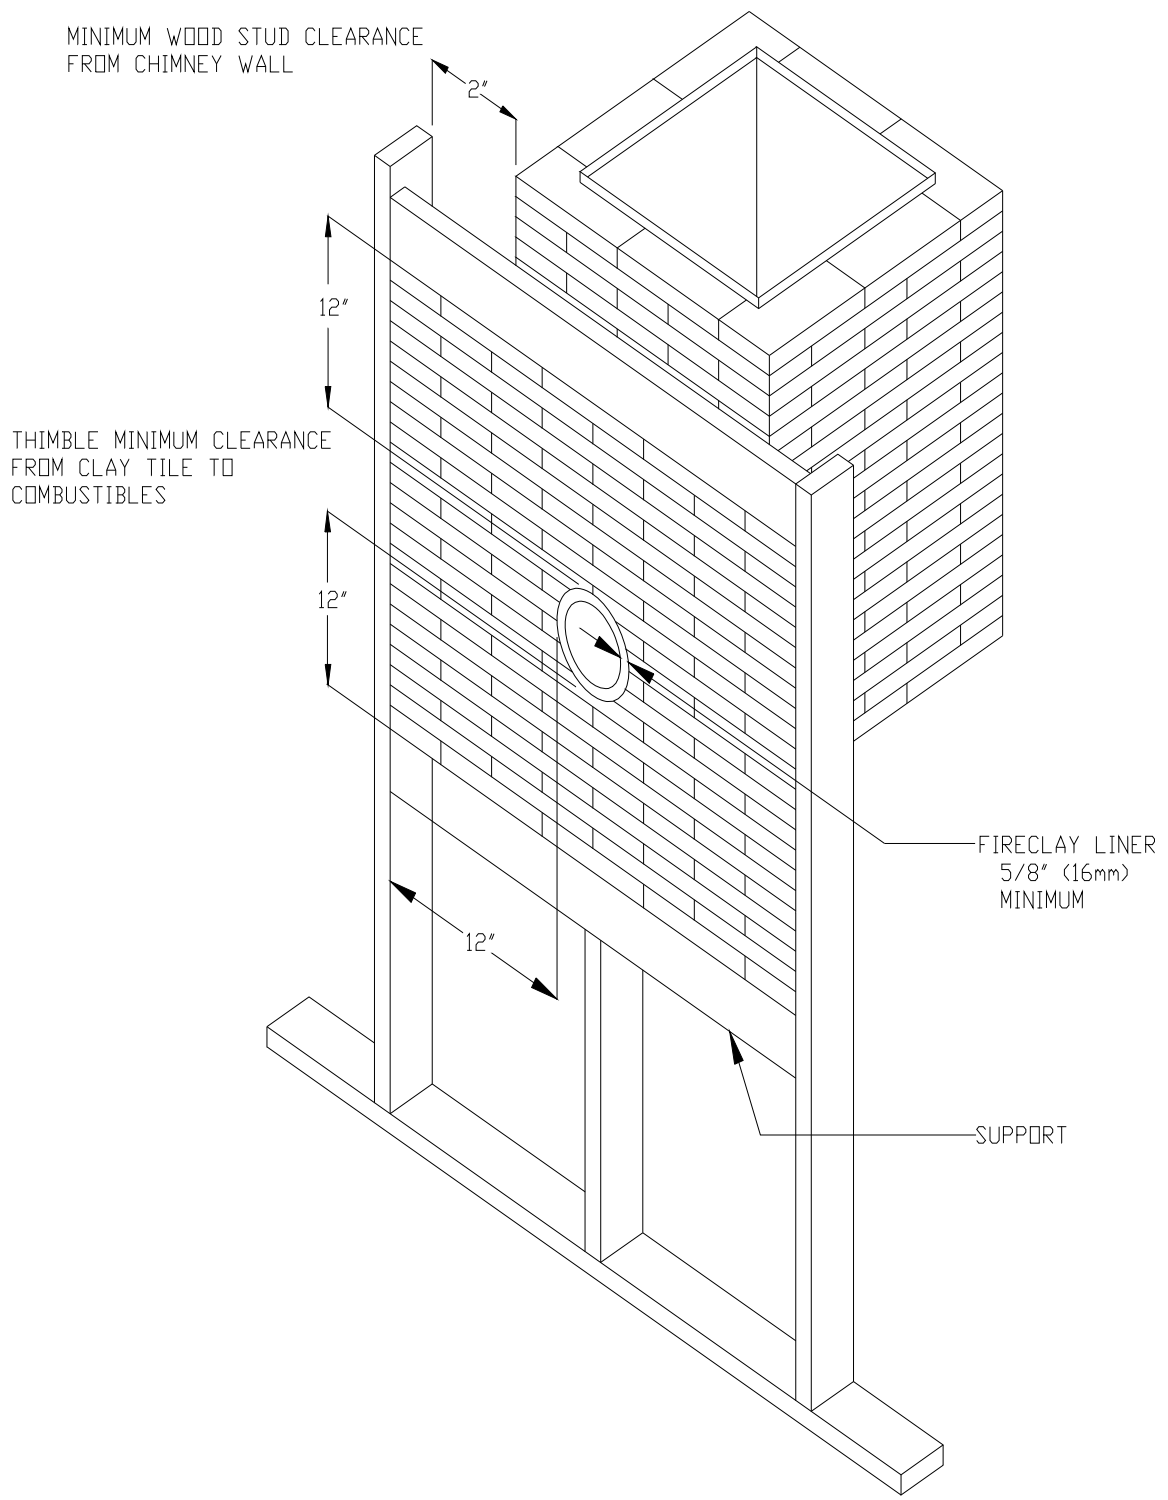 MINIMUM WOOD STUD CLEARANCE
FROM CHIMNEY WALL
2"
12"
THIMBLE MINIMUM CLEARANCE
FROM CLAY TILE TO
COMBUSTIBLES
12"
FIRECLAY LINER
5/8" (16mm)
MINIMUM
12"
SUPPORT